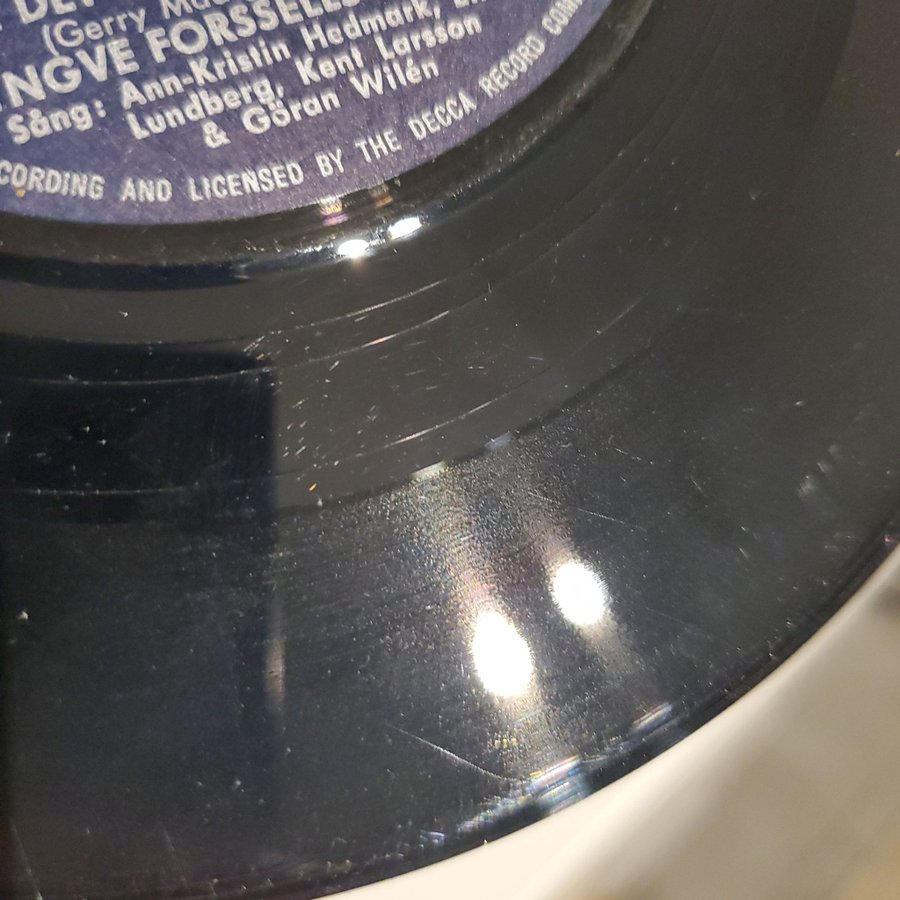 (Gerry
NGVE FORSSELLS
Sång: Ann-Kristin Hedmark,
Lundberg, Kent Larsson
& Göran Wilén
CORDING AND LICENSED BY THE DECCA RECORD COM